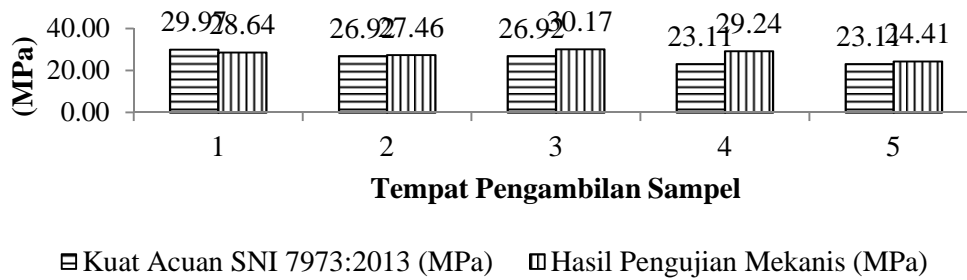 29.97 28.64 26.92 27.46 26.92 30.17 23.11 29.24 23.11 24.41
(MPa)
40.00
20.00
0.00
1 2 3 4 5
Tempat Pengambilan Sampel
Kuat Acuan SNI 7973:2013 (MPa) Hasil Pengujian Mekanis (MPa)